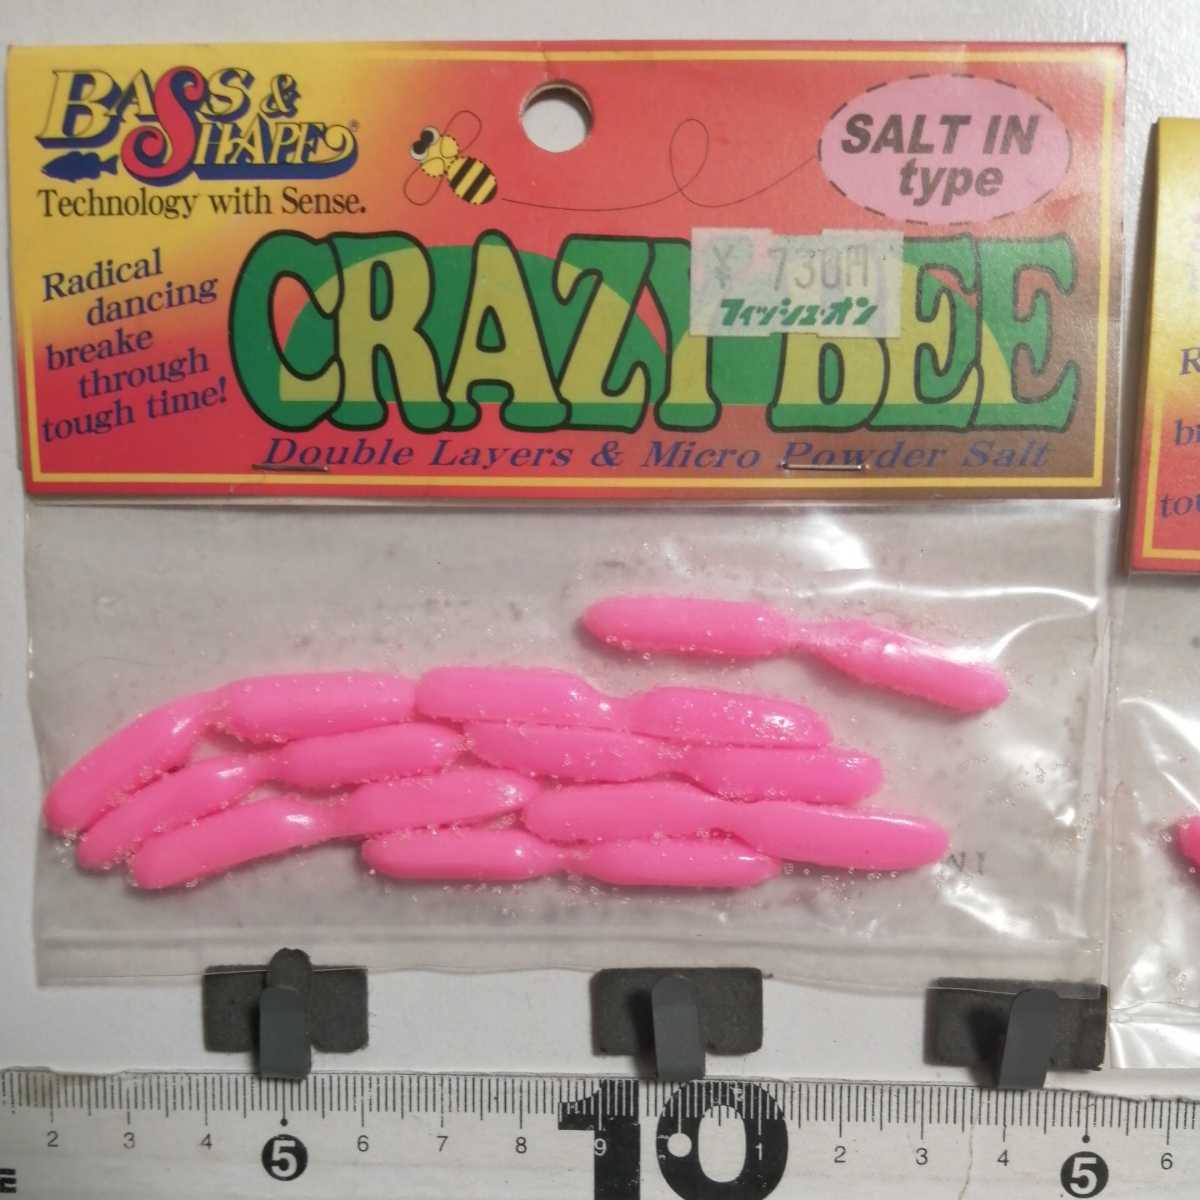 BASS &
SHAPE®
Technology with Sense.
SALT IN
type
Radical
dancing
breake
through
tough time!
CRAZY BEE
¥ 730円
フィッシュ・オン
Double Layers & Micro Powder Salt
R
tou
2 3 4 5 6 7 8 9 10 1 2 3 4 5 6